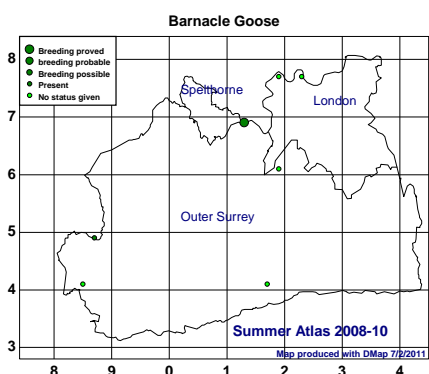 Barnacle Goose
Breeding proved
breeding probable
Breeding possible
Present
No status given
8
7
6
5
4
3
Spelthorne
London
Outer Surrey
Summer Atlas 2008-10
Map produced with DMap 7/2/2011
8 9 0 1 2 3 4